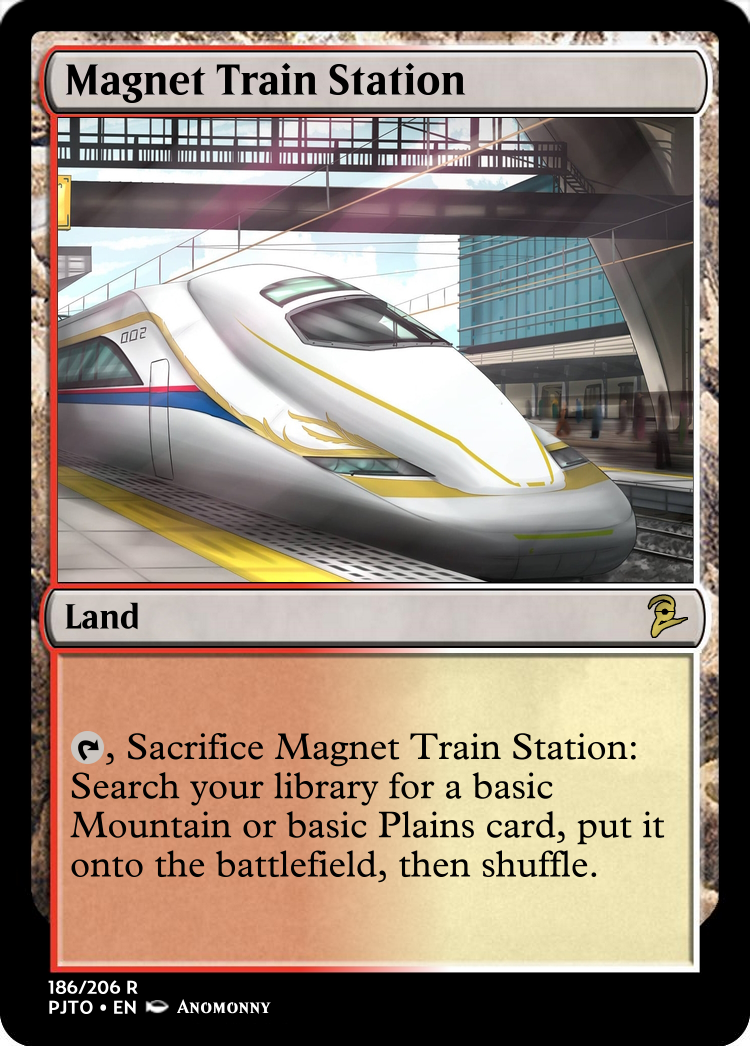 Magnet Train Station
002
Land
, Sacrifice Magnet Train Station:
Search your library for a basic
Mountain or basic Plains card, put it
onto the battlefield, then shuffle.
186/206 R
PJTO • EN Anomonny